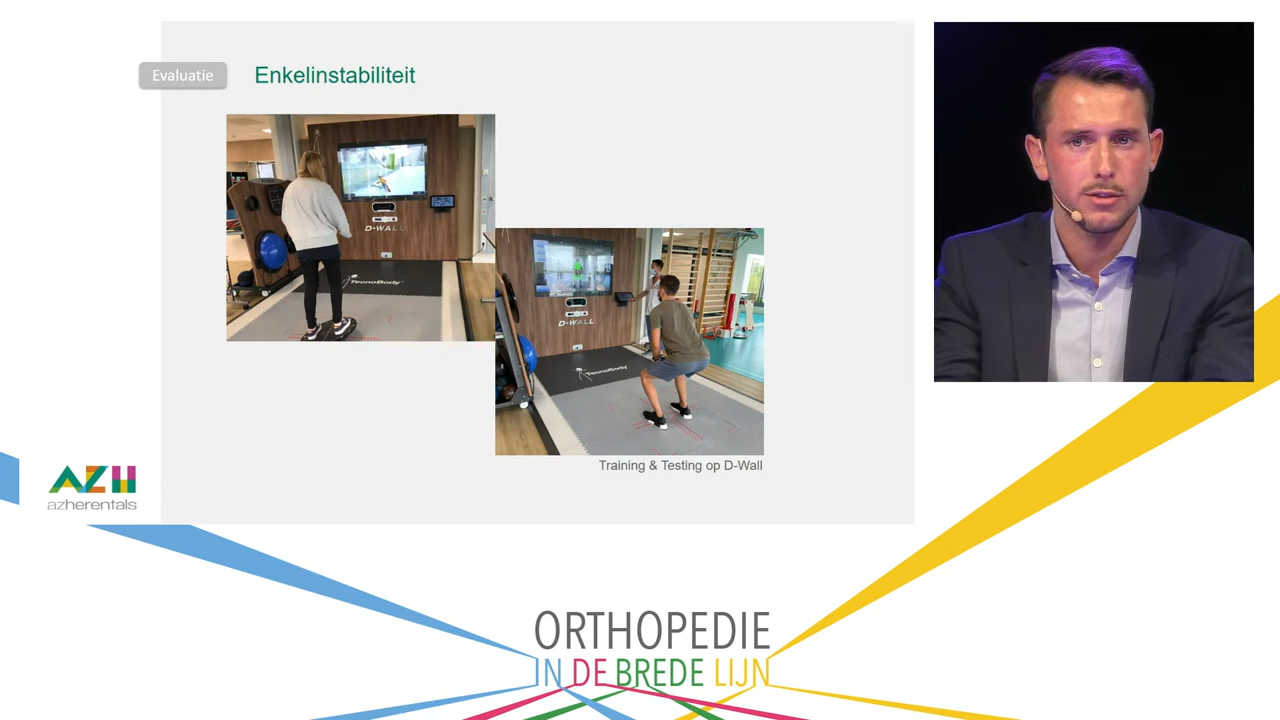 Evaluatie
Enkelinstabiliteit
D-WALL
TecnoBody
D-WALL
TecnoBody
Training & Testing op D-Wall
AZH
azherentals
ORTHOPEDIE
IN DE BREDE LIJN